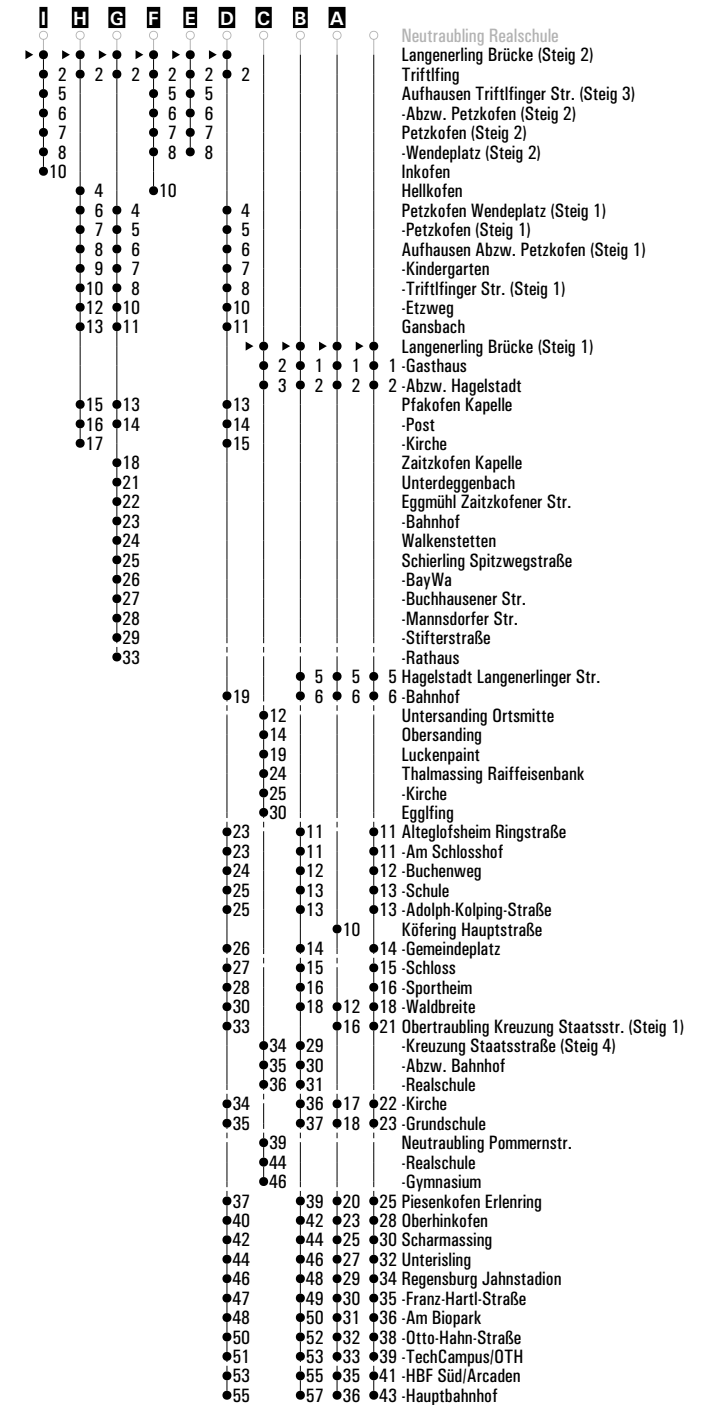 I H G F E D C B A
Neutraubling Realschule
Langenerling Brücke (Steig 2)
2 2 2 2 2 2 Triftlfing
5 5 5 Aufhausen Triftlfinger Str. (Steig 3)
6 6 6 -Abzw. Petzkofen (Steig 2)
7 7 7 Petzkofen (Steig 2)
8 8 8 -Wendeplatz (Steig 2)
10 Inkofen
4 10 Hellkofen
6 4 4 Petzkofen Wendeplatz (Steig 1)
7 5 5 -Petzkofen (Steig 1)
8 6 6 Aufhausen Abzw. Petzkofen (Steig 1)
9 7 7 -Kindergarten
10 8 8 -Triftlfinger Str. (Steig 1)
12 10 10 -Etzweg
13 11 11 Gansbach
Langenerling Brücke (Steig 1)
2 1 1 1 -Gasthaus
3 2 2 2 -Abzw. Hagelstadt
15 13 13 Pfakofen Kapelle
16 14 14 -Post
17 15 -Kirche
18 Zaitzkofen Kapelle
21 Unterdeggenbach
22 Eggmühl Zaitzkofener Str.
23 -Bahnhof
24 Walkenstetten
25 Schierling Spitzwegstraße
26 -BayWa
27 -Buchhausener Str.
28 -Mannsdorfer Str.
29 -Stifterstraße
33 -Rathaus
5 5 5 Hagelstadt Langenerlinger Str.
19 6 6 6 -Bahnhof
12 Untersanding Ortsmitte
14 Obersanding
19 Luckenpaint
24 Thalmassing Raiffeisenbank
25 -Kirche
30 Egglfing
23 11 11 Alteglofsheim Ringstraße
23 11 11 -Am Schlosshof
24 12 12 -Buchenweg
25 13 13 -Schule
25 13 13 -Adolph-Kolping-Straße
10 Köfering Hauptstraße
26 14 14 -Gemeindeplatz
27 15 15 -Schloss
28 16 16 -Sportheim
30 18 12 18 -Waldbreite
33 16 21 Obertraubling Kreuzung Staatsstr. (Steig 1)
34 29 -Kreuzung Staatsstraße (Steig 4)
35 30 -Abzw. Bahnhof
36 31 -Realschule
34 36 17 22 -Kirche
35 37 18 23 -Grundschule
39 Neutraubling Pommernstr.
44 -Realschule
46 -Gymnasium
37 39 20 25 Piesenkofen Erlenring
40 42 23 28 Oberhinkofen
42 44 25 30 Scharmassing
44 46 27 32 Unterisling
46 48 29 34 Regensburg Jahnstadion
47 49 30 35 -Franz-Hartl-Straße
48 50 31 36 -Am Biopark
50 52 32 38 -Otto-Hahn-Straße
51 53 33 39 -TechCampus/OTH
53 55 35 41 -HBF Süd/Arcaden
55 57 36 43 -Hauptbahnhof